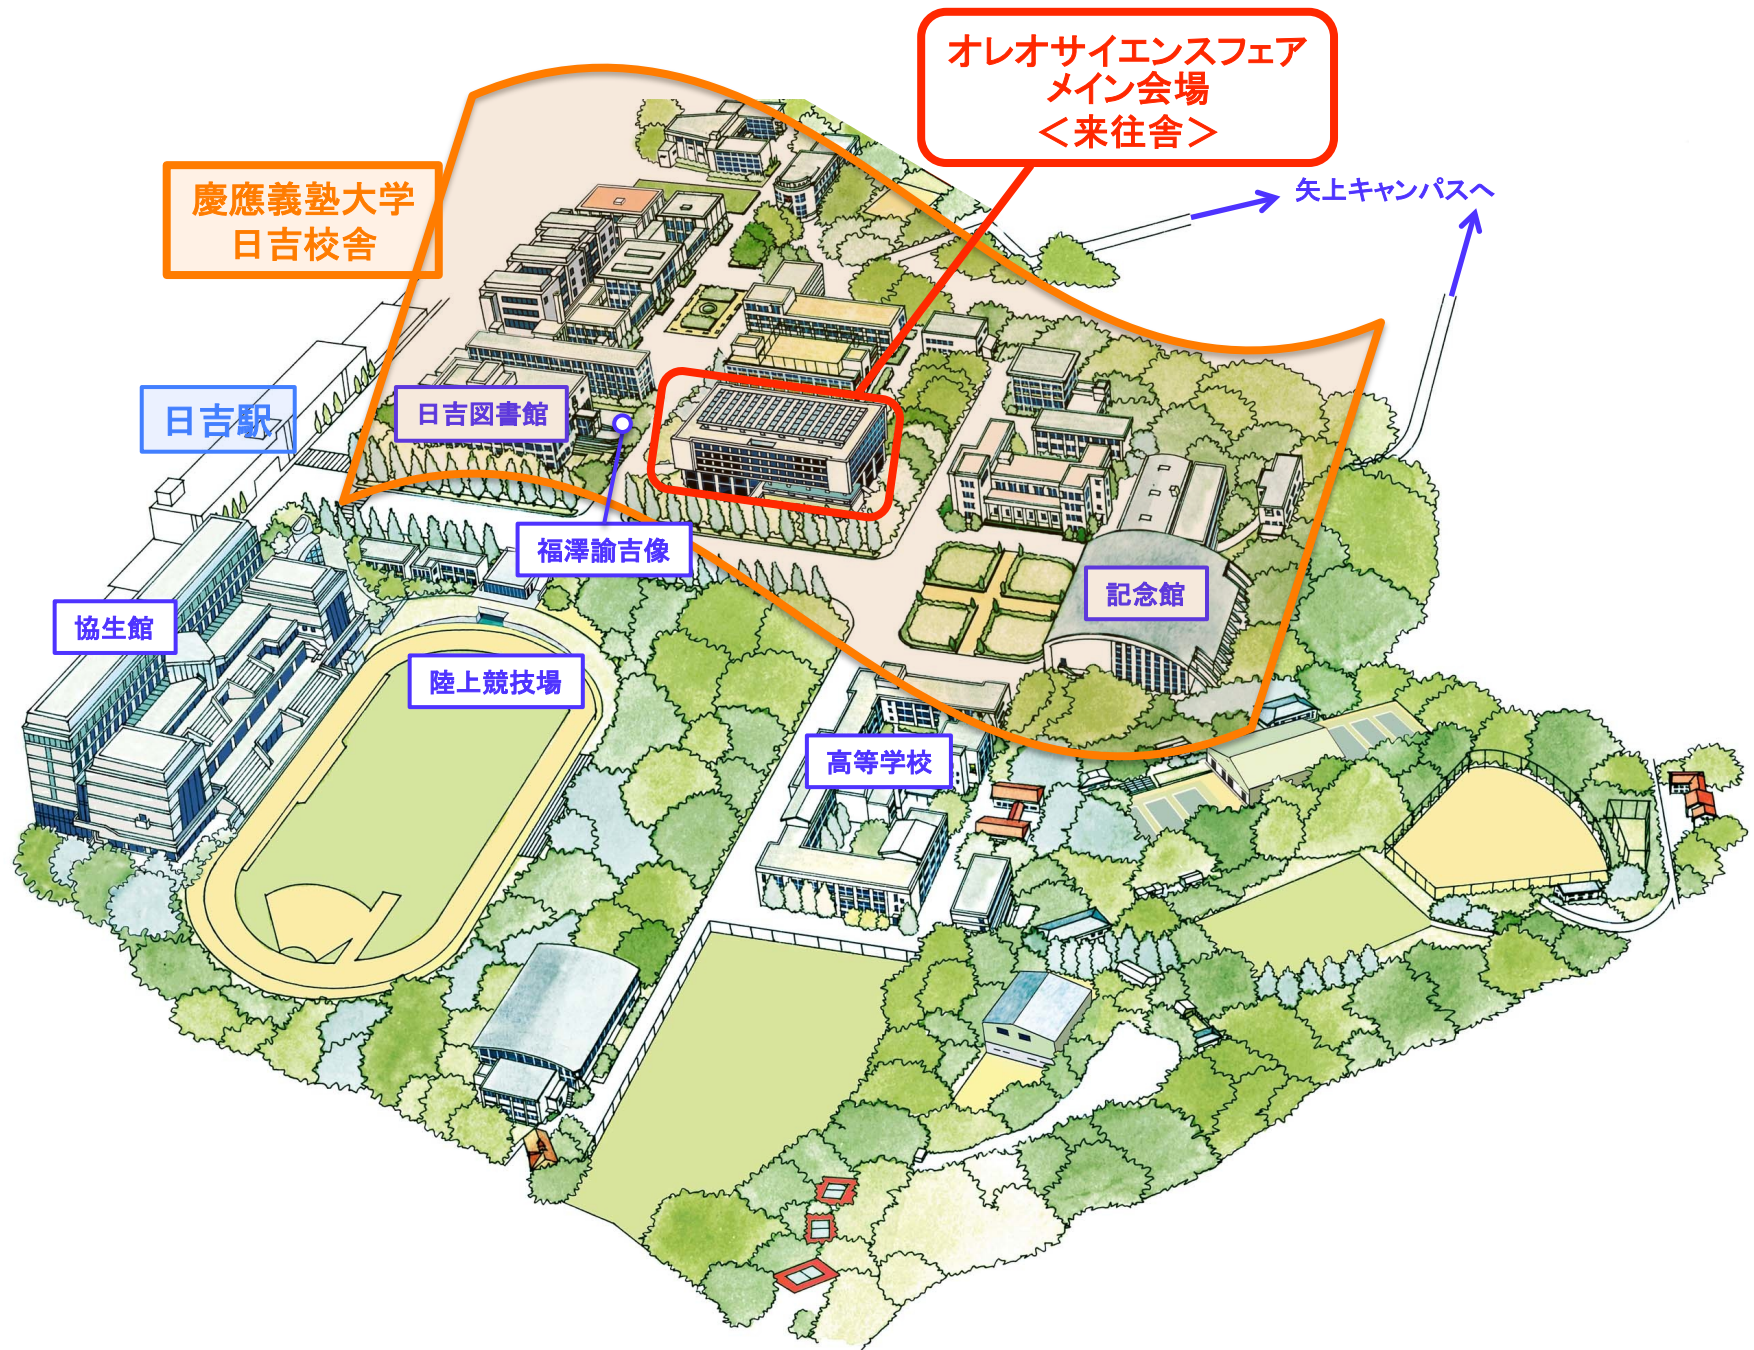 オレオサイエンスフェア
メイン会場
＜来往舎＞
慶應義塾大学
日吉校舎
矢上キャンパスへ
日吉駅
日吉図書館
福澤諭吉像
記念館
協生館
陸上競技場
高等学校